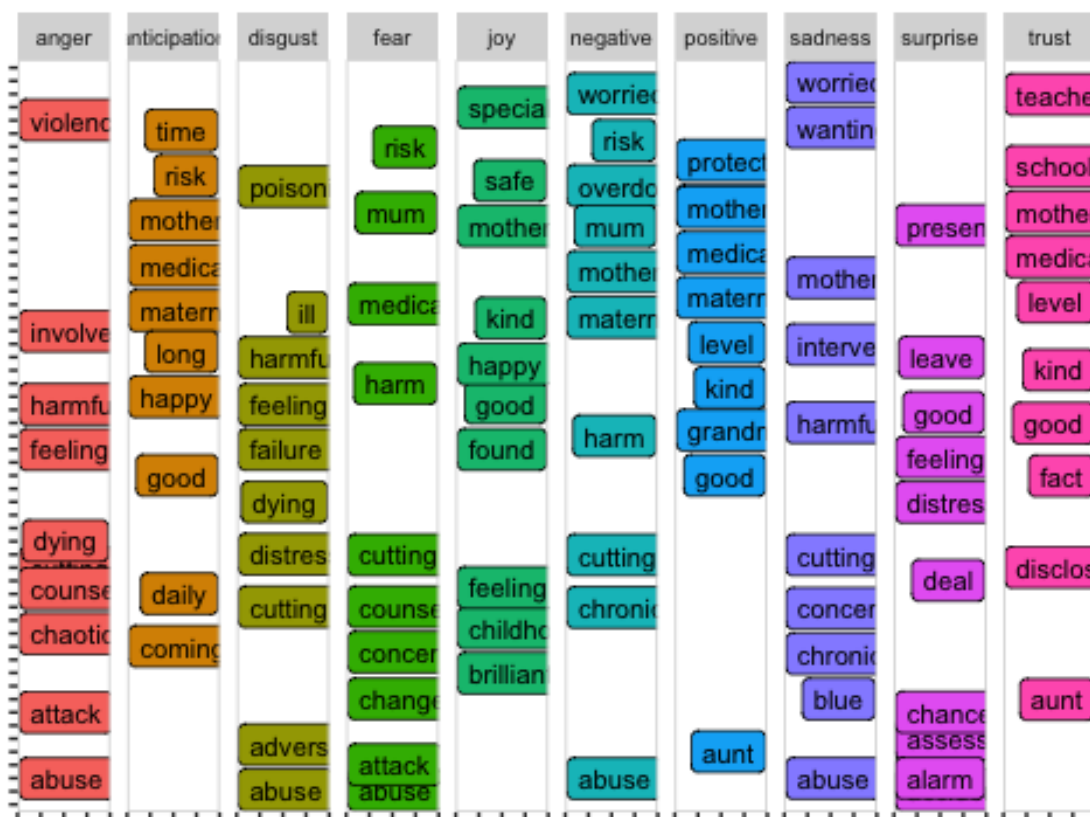 anger
nticipation
disgust
fear
joy
negative
positive
sadness
surprise
trust
violenc
involve
harmfu
feeling
dying
counse
chaotic
attack
abuse
time
risk
mother
medica
matern
long
happy
good
daily
coming
poison
ill
harmfu
feeling
failure
dying
distres
cutting
advers
abuse
risk
mum
medica
harm
cutting
counse
concer
change
attack
abuse
specia
safe
mother
kind
happy
good
found
feeling
childho
brillian
worried
risk
overdo
mum
mother
matern
harm
cutting
chronic
abuse
protect
mother
medica
matern
level
kind
grandr
good
aunt
worried
wantin
mother
interve
harmfu
cutting
concer
chronic
blue
abuse
presen
leave
good
feeling
distres
deal
chance
assess
alarm
teache
school
mothe
medica
level
kind
good
fact
disclos
aunt